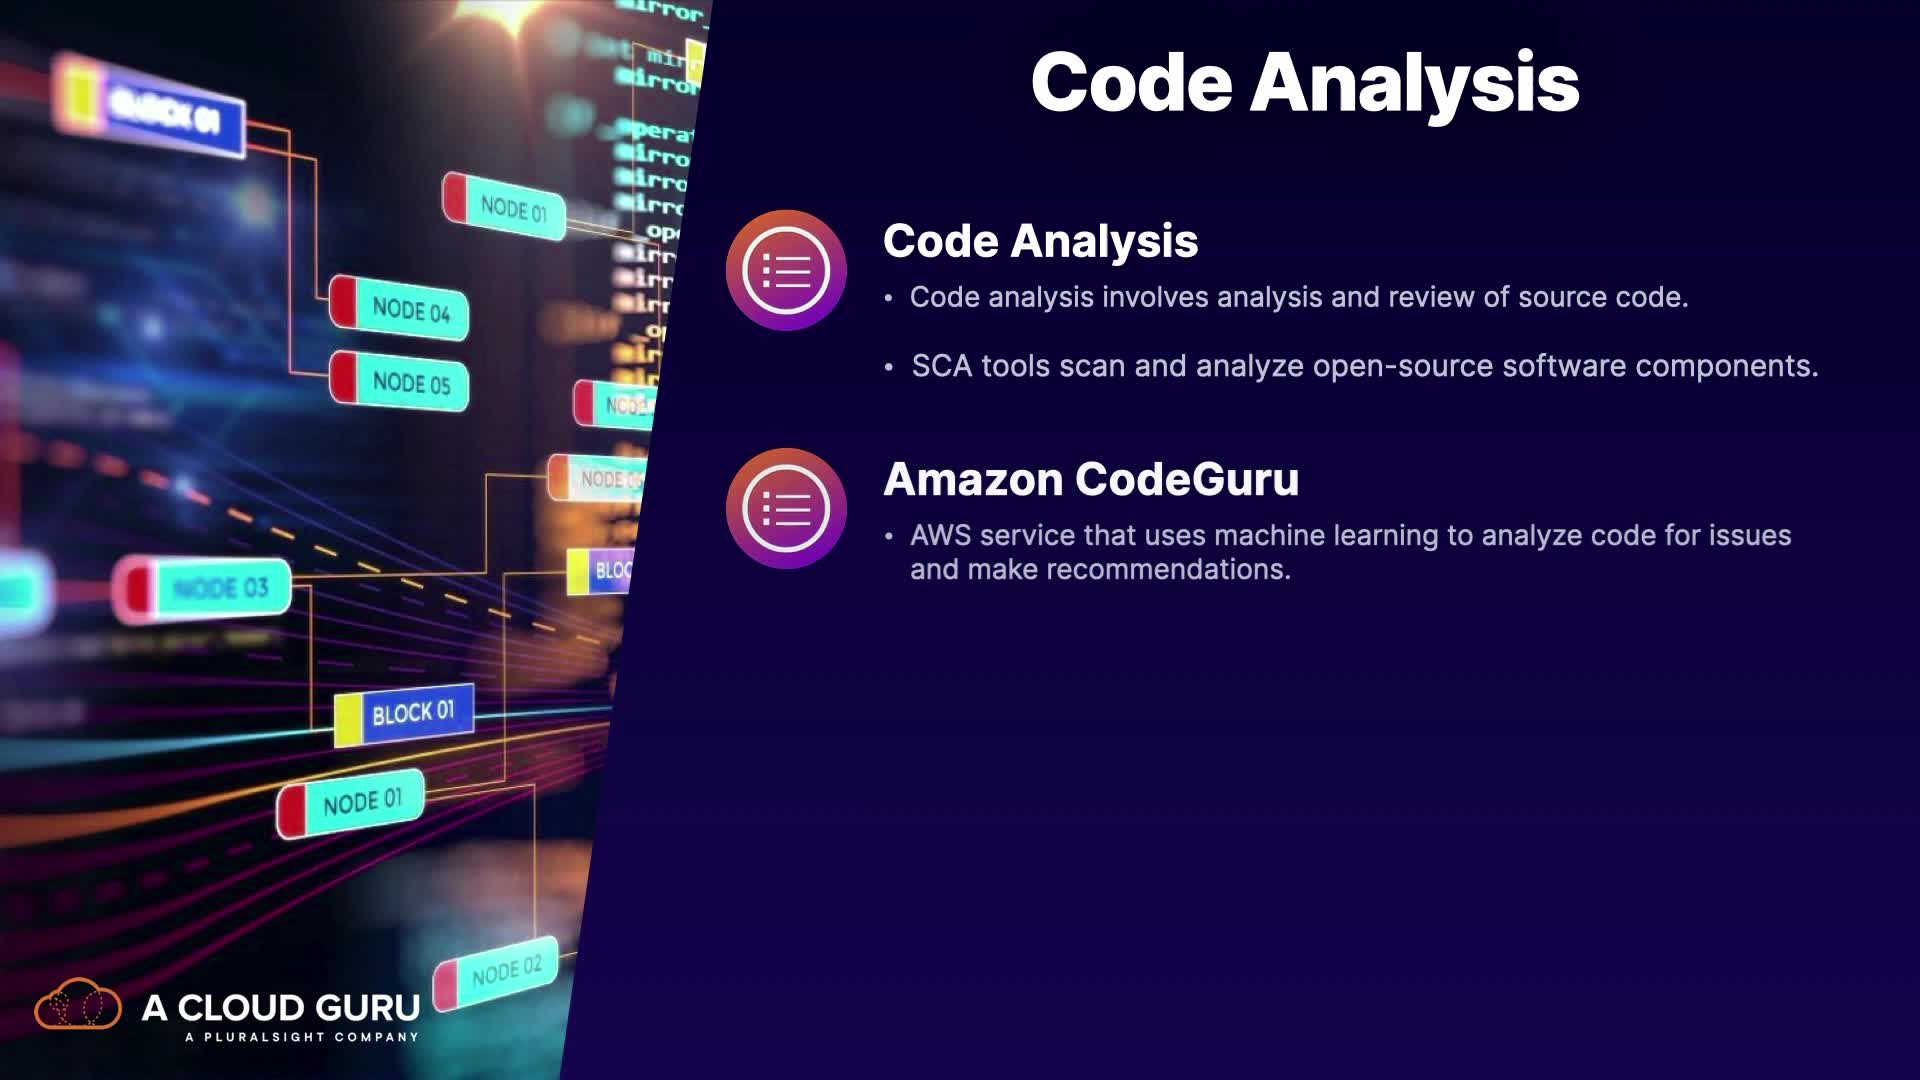 Code Analysis
Code Analysis
• Code analysis involves analysis and review of source code.
• SCA tools scan and analyze open-source software components.
Amazon CodeGuru
• AWS service that uses machine learning to analyze code for issues
and make recommendations.
BLOCK 01
NODE 01
NODE 04
NODE 05
NODE 03
BLOCK 01
NODE 01
NODE 02
A CLOUD GURU
A PLURALSIGHT COMPANY